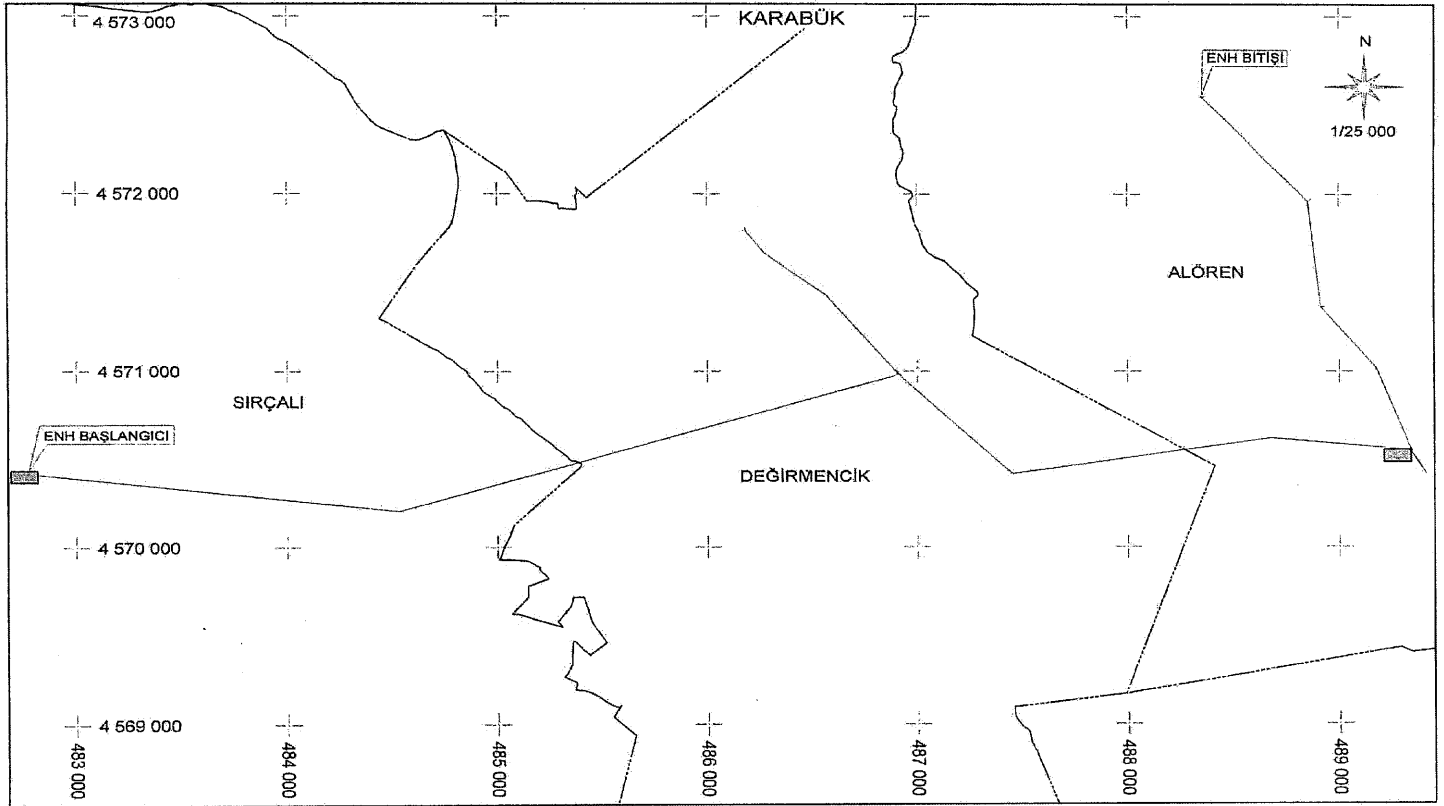 4 573 000
KARABÜK
ENH BİTİŞİ
N
1/25 000
4 572 000
ALÖREN
4 571 000
SIRÇALI
ENH BAŞLANGICI
DEĞİRMENCİK
4 570 000
4 569 000
483 000
484 000
485 000
486 000
487 000
488 000
489 000